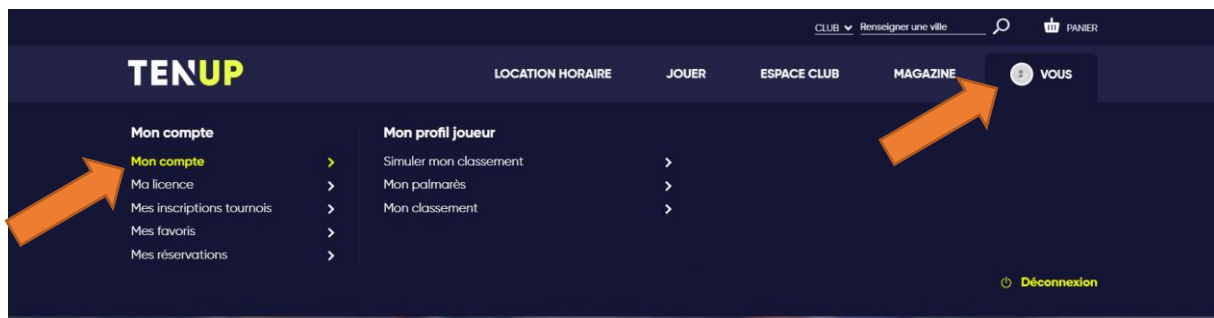 CLUB Renseigner une ville PANIER
TENUP LOCATION HORAIRE JOUER ESPACE CLUB MAGAZINE VOUS
Mon compte Mon profil joueur
Mon compte Simuler mon classement
Ma licence Mon palmarès
Mes inscriptions tournois Mon classement
Mes favoris
Mes réservations
Déconnexion